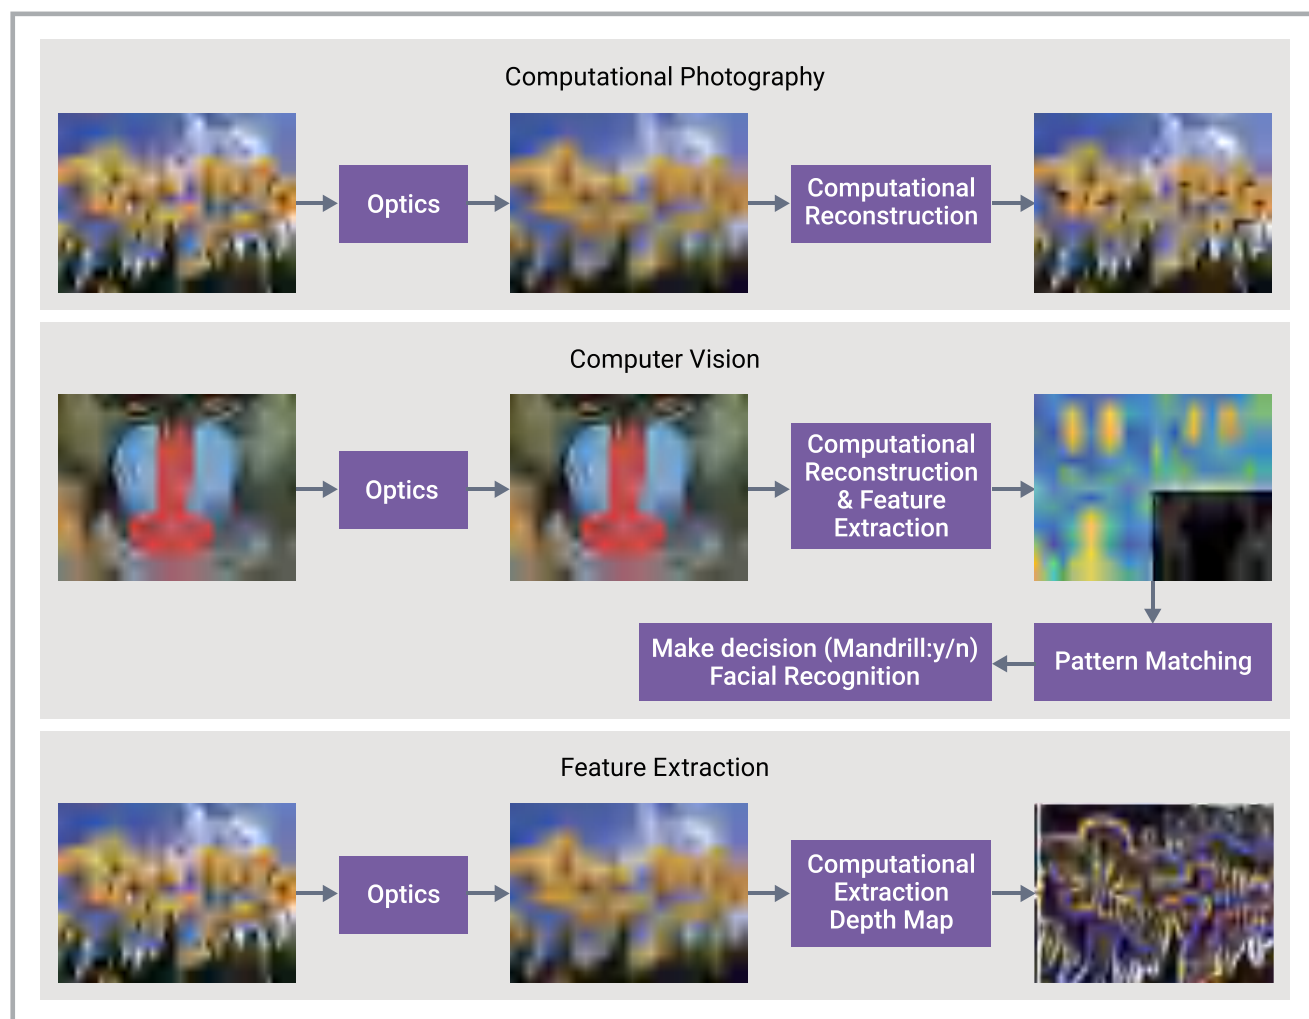 Computational Photography
Optics
Computational
Reconstruction
Computer Vision
Optics
Computational
Reconstruction
& Feature
Extraction
Make decision (Mandrill:y/n)
Facial Recognition
Pattern Matching
Feature Extraction
Optics
Computational
Extraction
Depth Map